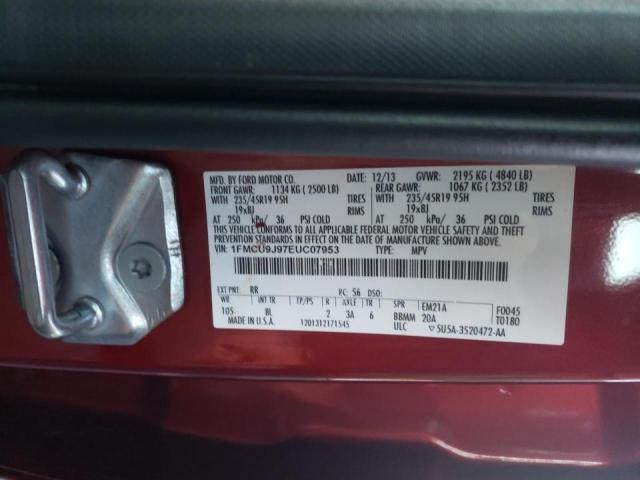 MFD. BY FORD MOTOR CO. DATE: 12/13 GVWR: 2195 KG ( 4840 LB)
FRONT GAWR: 1134 KG ( 2500 LB) REAR GAWR: 1067 KG ( 2352 LB)
WITH 235/45R19 95H TIRES WITH 235/45R19 95H TIRES
19x8J RIMS 19x8J RIMS
AT 250 kPa/ 36 PSI COLD AT 250 kPa/ 36 PSI COLD
THIS VEHICLE CONFORMS TO ALL APPLICABLE FEDERAL MOTOR VEHICLE SAFETY AND THEFT
PREVENTION STANDARDS IN EFFECT ON THE DATE OF MANUFACTURE SHOWN ABOVE.
VIN: 1FMCU9J97EUC07953 TYPE: MPV
EXT PNT: RR PC: 56 DSO:
WB INT TR TP/PS R AXLE TR SPR EM21A F0045
105 BL 2 3A 6 BBMM 20A T0180
MADE IN U.S.A. 1201312171545 ULC 5U5A-3520472-AA